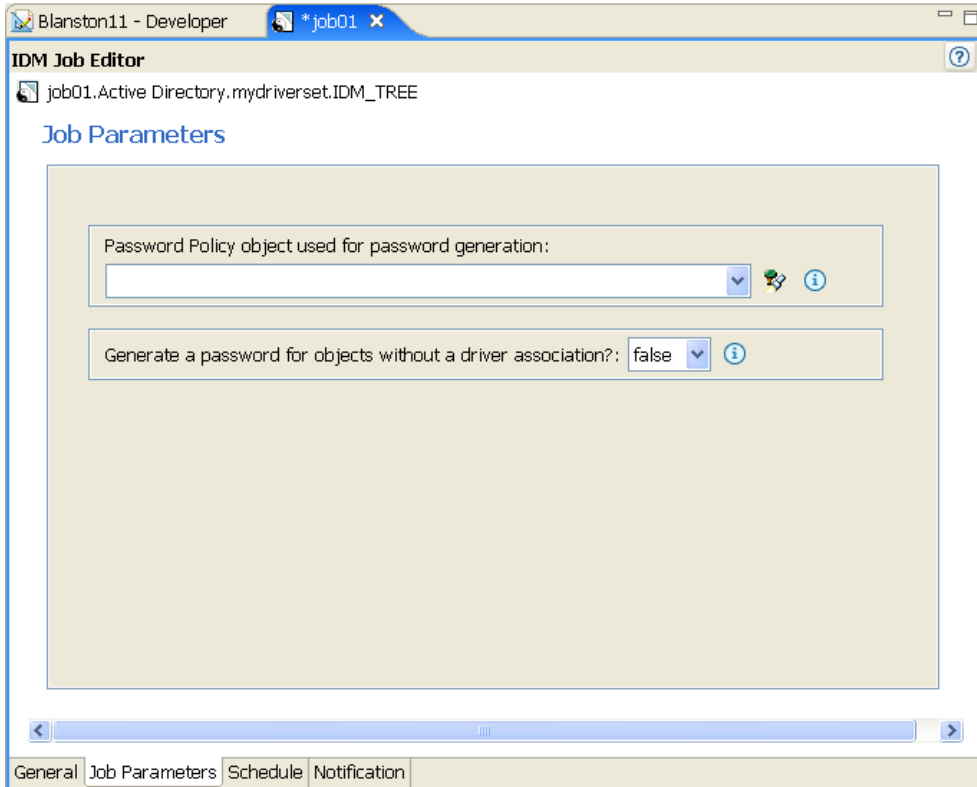 Blanston11 - Developer
*job01
IDM Job Editor
job01.Active Directory.mydriverset.IDM_TREE
Job Parameters
Password Policy object used for password generation:
Generate a password for objects without a driver association?: false
General Job Parameters Schedule Notification